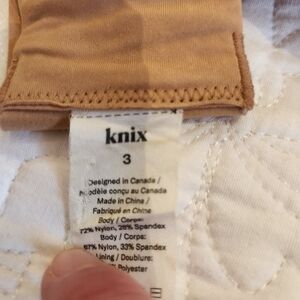 knix
3
Designed in Canada /
Modèle conçu au Canada
Made in China /
Fabriqué en Chine
Body / Corps:
72% Nylon, 28% Spandex
Body / Corps:
67% Nylon, 33% Spandex
Lining / Doublure:
Polyester